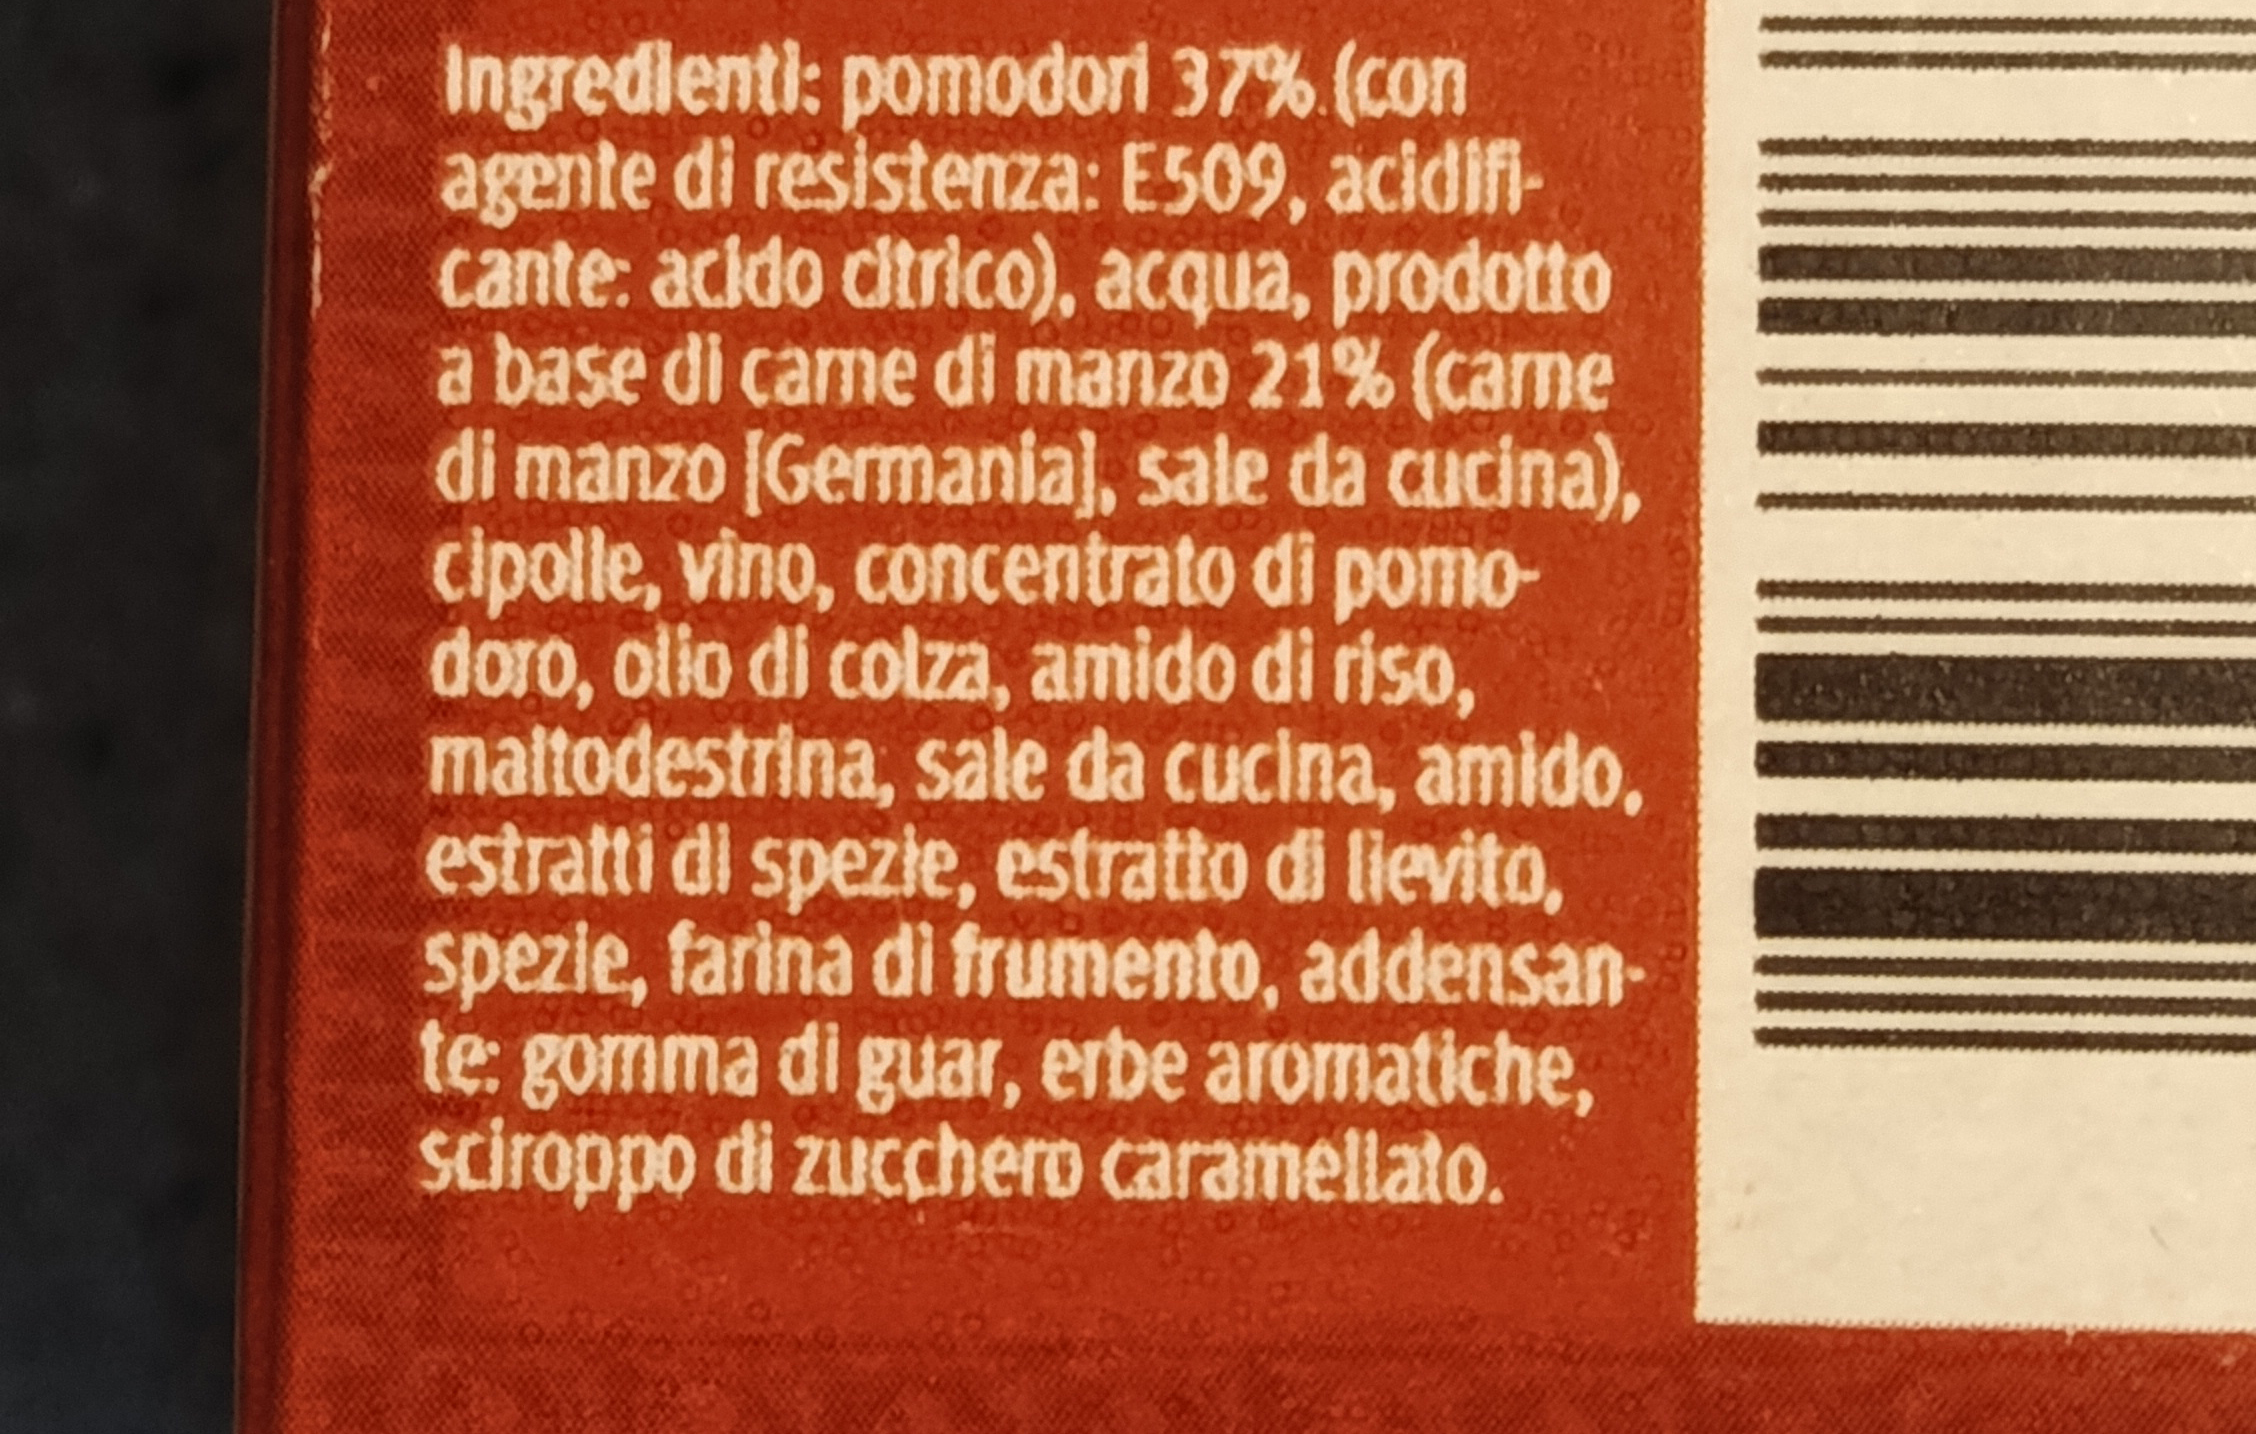 Ingredienti: pomodori 37% (con
agente di resistenza: E509, acidifi-
cante: acido citrico), acqua, prodotto
a base di carne di manzo 21% (carne
di manzo [Germania], sale da cucina),
cipolle, vino, concentrato di pomo-
doro, olio di colza, amido di riso,
maltodestrina, sale da cucina, amido,
estratti di spezie, estratto di lievito,
spezie, farina di frumento, addensan-
te: gomma di guar, erbe aromatiche,
sciroppo di zucchero caramellato.